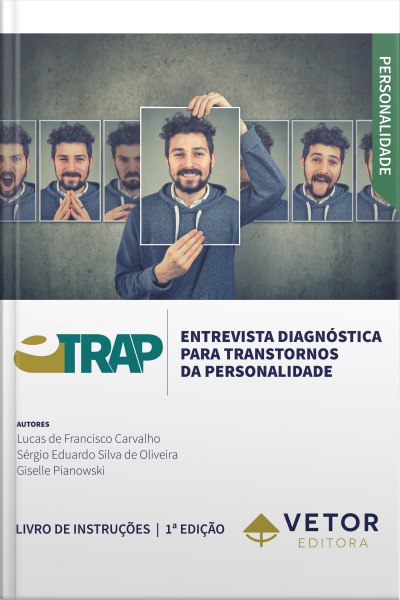 PERSONALIDADE
eTRAP
ENTREVISTA DIAGNÓSTICA
PARA TRANSTORNOS
DA PERSONALIDADE
AUTORES
Lucas de Francisco Carvalho
Sérgio Eduardo Silva de Oliveira
Giselle Pianowski
LIVRO DE INSTRUÇÕES | 1ª EDIÇÃO
VETOR
EDITORA